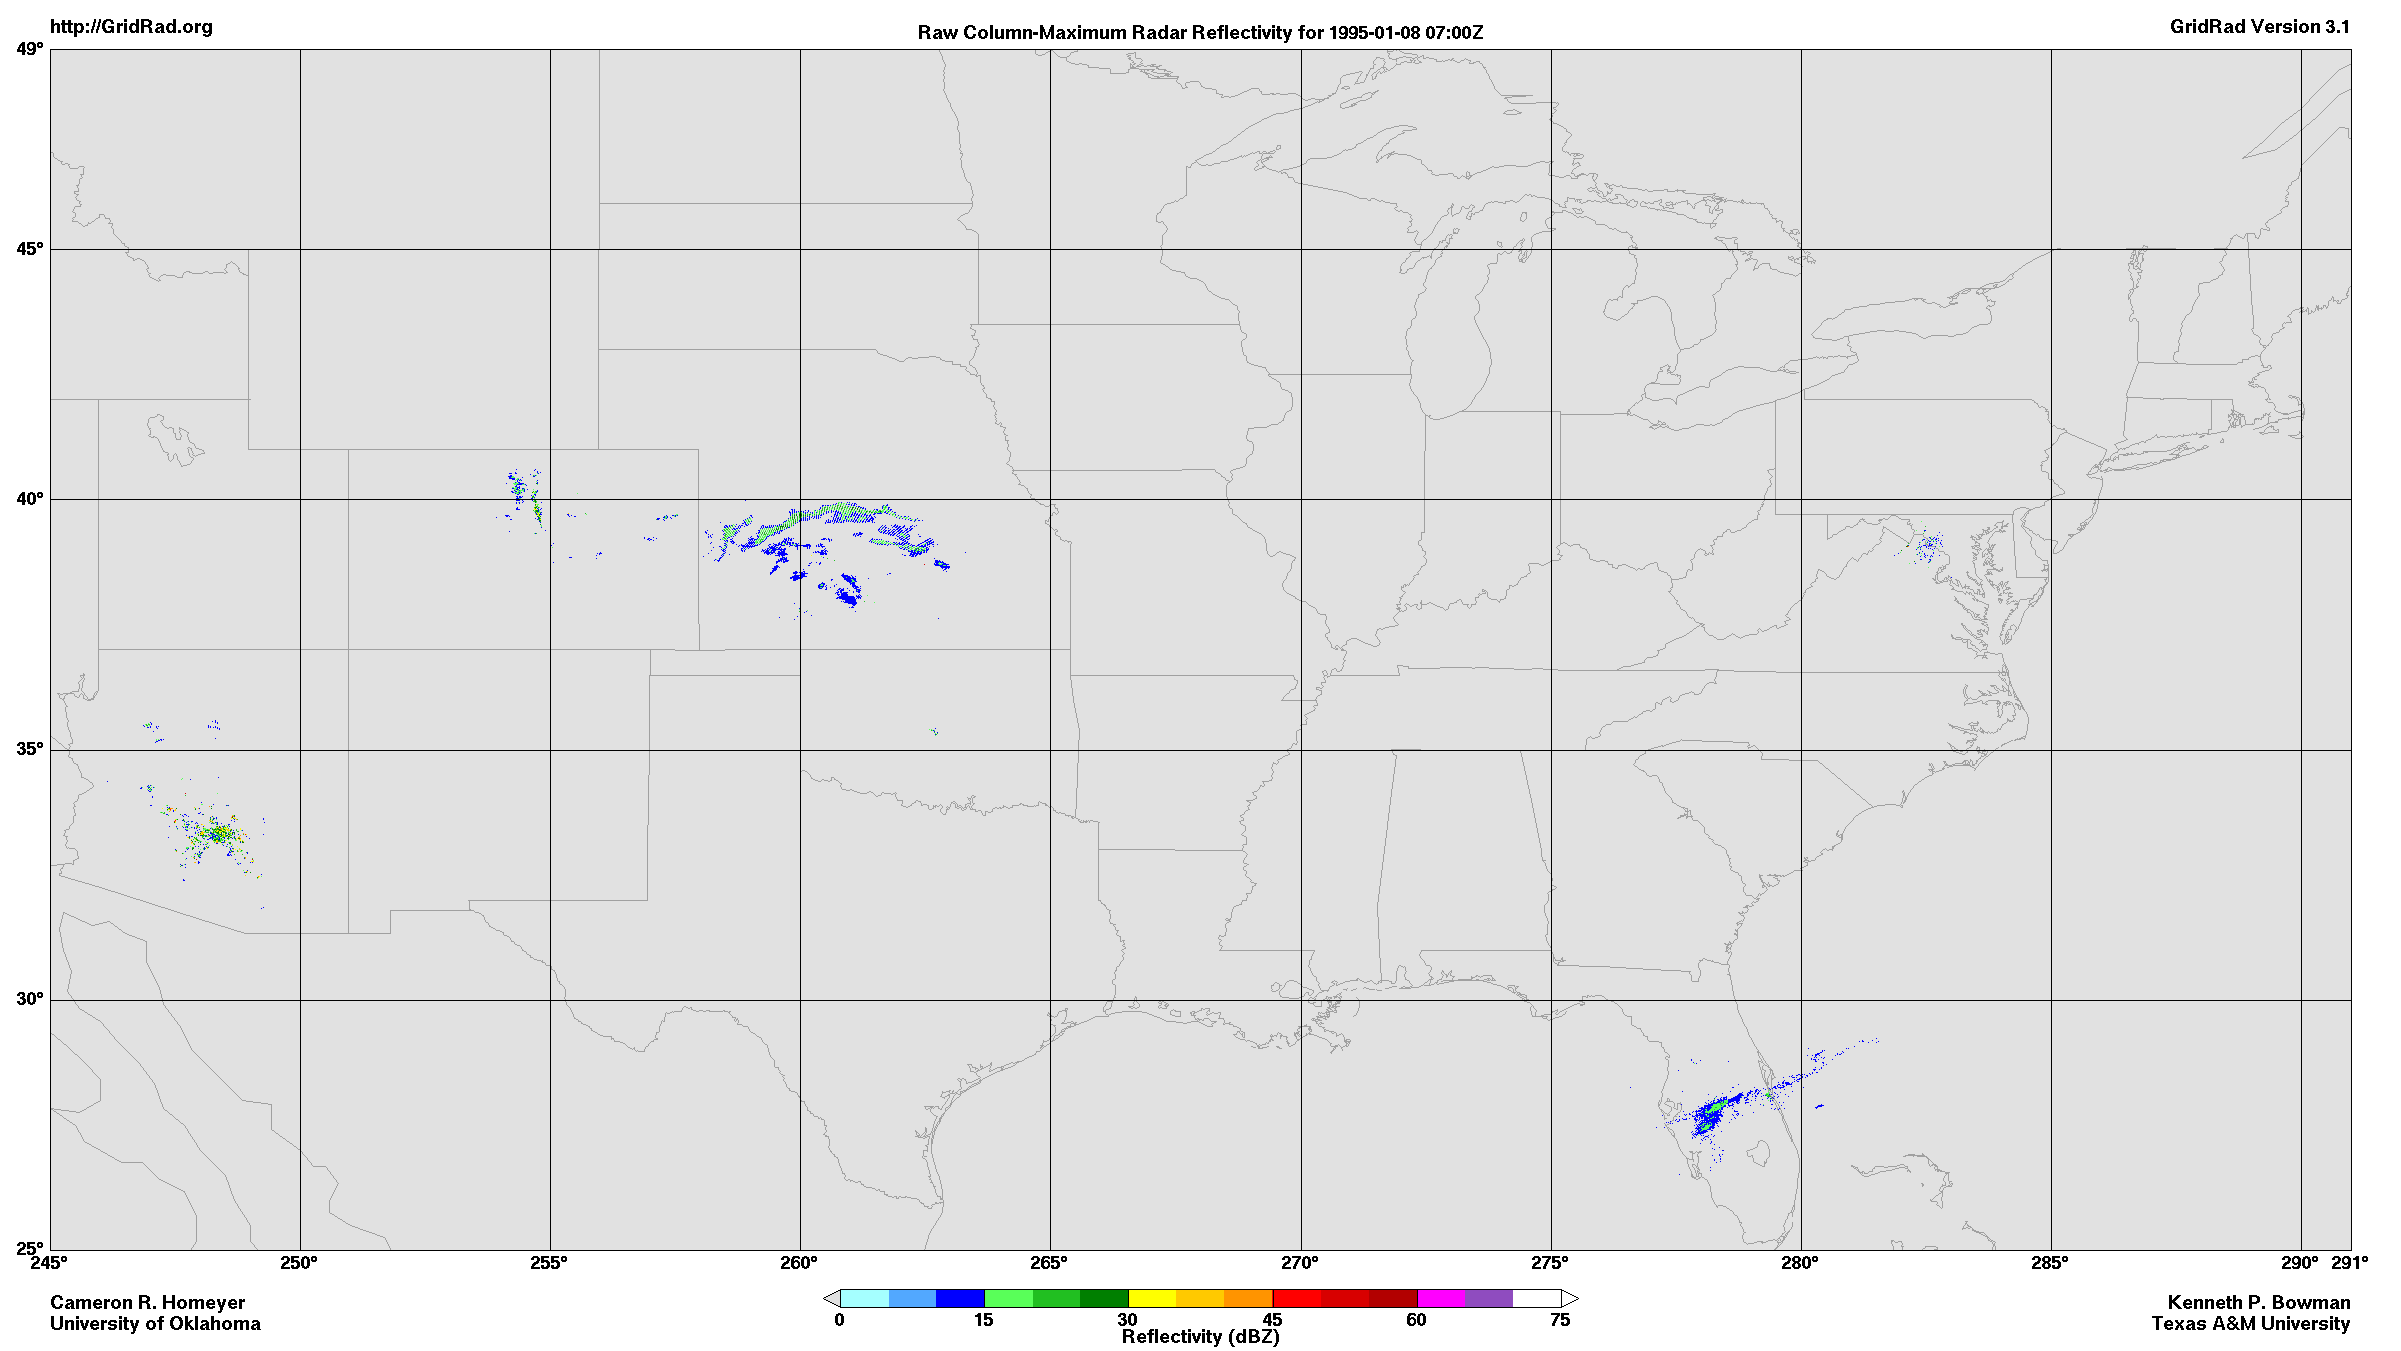 http://GridRad.org
Raw Column-Maximum Radar Reflectivity for 1995-01-08 07:00Z
GridRad Version 3.1
49°
45°
40°
35°
30°
25°
245° 250° 255° 260° 265° 270° 275° 280° 285° 290° 291°
0 15 30 45 60 75
Reflectivity (dBZ)
Cameron R. Homeyer
University of Oklahoma
Kenneth P. Bowman
Texas A&M University